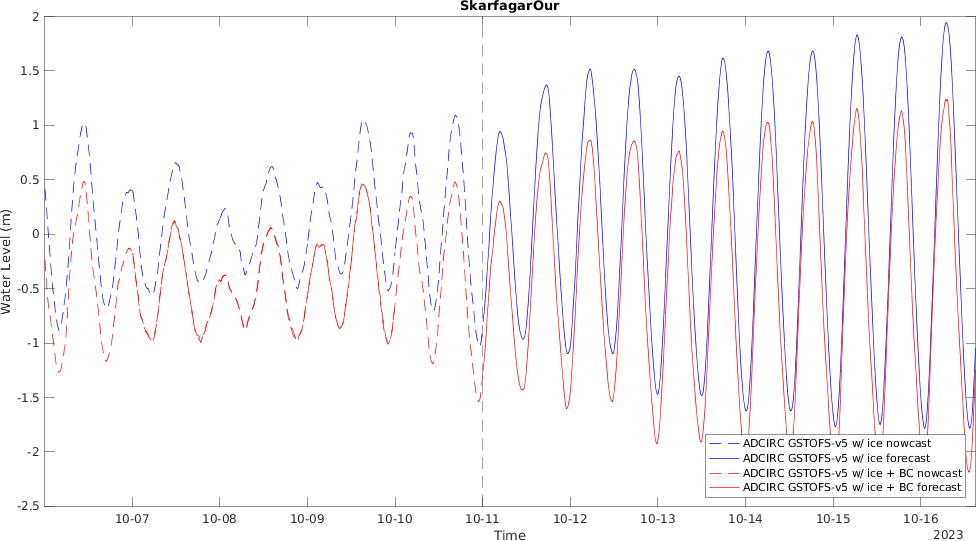 SkarfagarOur
2
1.5
1
0.5
0
-0.5
-1
-1.5
-2
-2.5
Water Level (m)
10-07 10-08 10-09 10-10 10-11 10-12 10-13 10-14 10-15 10-16
Time
2023
ADCIRC GSTOFS-v5 w/ ice nowcast
ADCIRC GSTOFS-v5 w/ ice forecast
ADCIRC GSTOFS-v5 w/ ice + BC nowcast
ADCIRC GSTOFS-v5 w/ ice + BC forecast